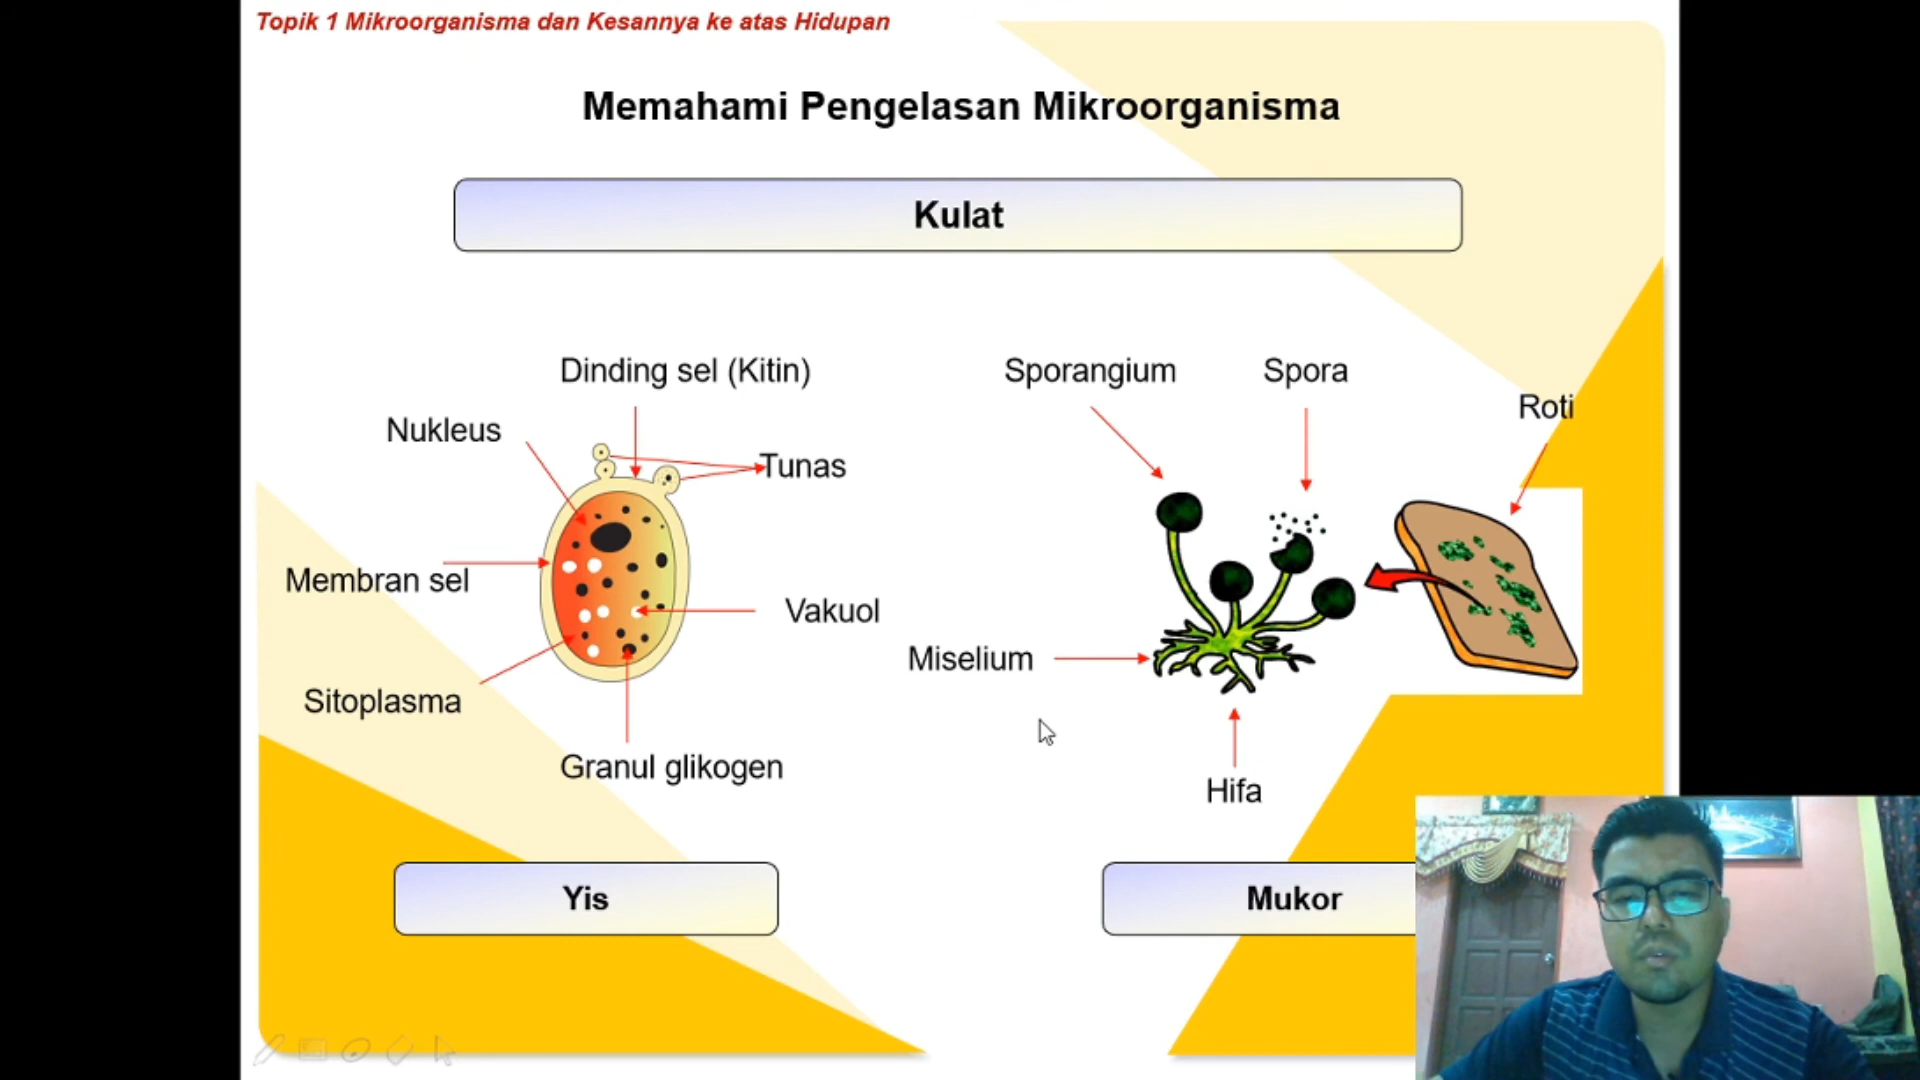 Topik 1 Mikroorganisma dan Kesannya ke atas Hidupan
Memahami Pengelasan Mikroorganisma
Kulat
Dinding sel (Kitin)
Nukleus
Tunas
Membran sel
Vakuol
Sitoplasma
Granul glikogen
Yis
Sporangium
Spora
Roti
Miselium
Hifa
Mukor